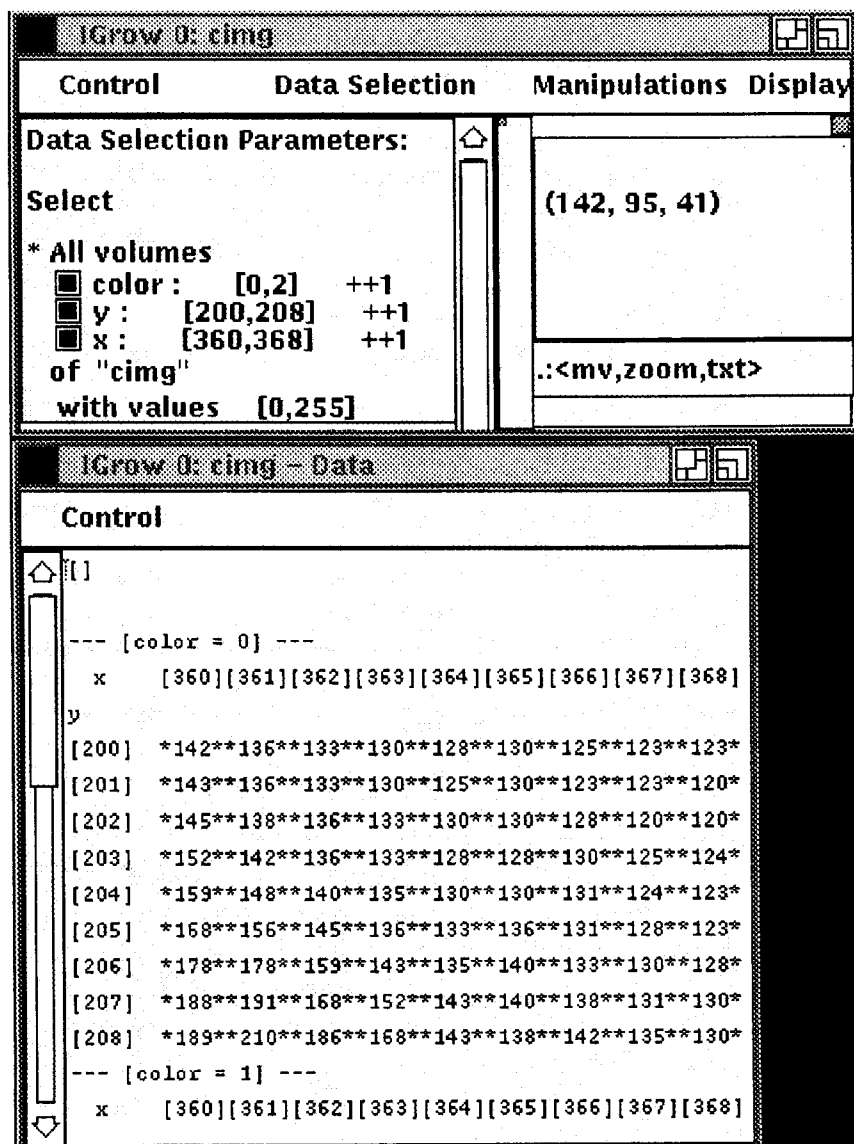 IGrow 0: cimg
Control Data Selection Manipulations Display
Data Selection Parameters:
Select
* All volumes
color : [0,2] ++1
y : [200,208] ++1
x : [360,368] ++1
of "cimg"
with values [0,255]
(142, 95, 41)
.:<mv,zoom,txt>
IGrow 0: cimg – Data
Control
[]
--- [color = 0] ---
x [360][361][362][363][364][365][366][367][368]
y
[200] *142**136**133**130**128**130**125**123**123*
[201] *143**136**133**130**125**130**123**123**120*
[202] *145**138**136**133**130**130**128**120**120*
[203] *152**142**136**133**128**128**130**125**124*
[204] *159**148**140**135**130**130**131**124**123*
[205] *168**156**145**136**133**136**131**128**123*
[206] *178**178**159**143**135**140**133**130**128*
[207] *188**191**168**152**143**140**138**131**130*
[208] *189**210**186**168**143**138**142**135**130*
--- [color = 1] ---
x [360][361][362][363][364][365][366][367][368]